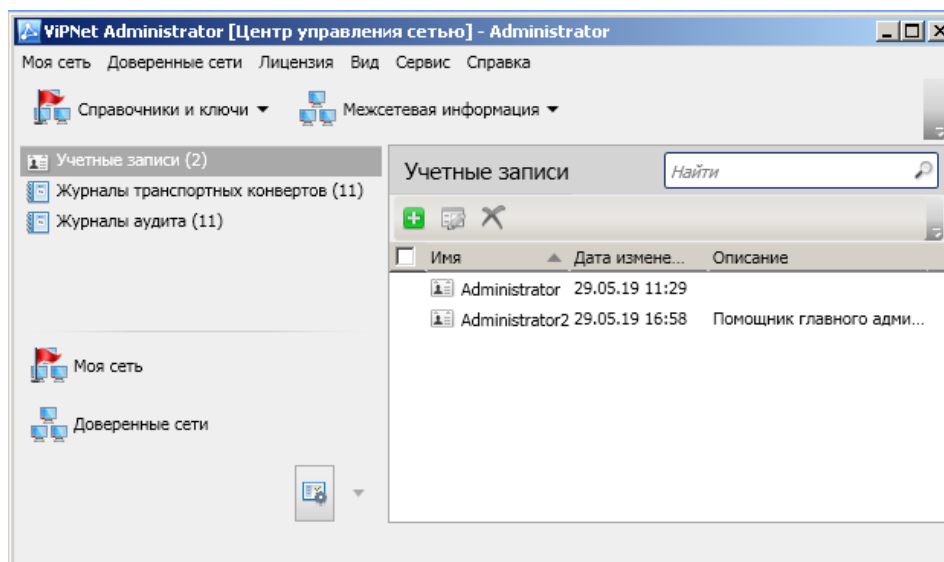 ViPNet Administrator [Центр управления сетью] - Administrator
Моя сеть Доверенные сети Лицензия Вид Сервис Справка
Справочники и ключи Межсетевая информация
Учетные записи (2)
Журналы транспортных конвертов (11)
Журналы аудита (11)
Моя сеть
Доверенные сети
Учетные записи Найти
Имя Дата измене... Описание
Administrator 29.05.19 11:29
Administrator2 29.05.19 16:58 Помощник главного адми...